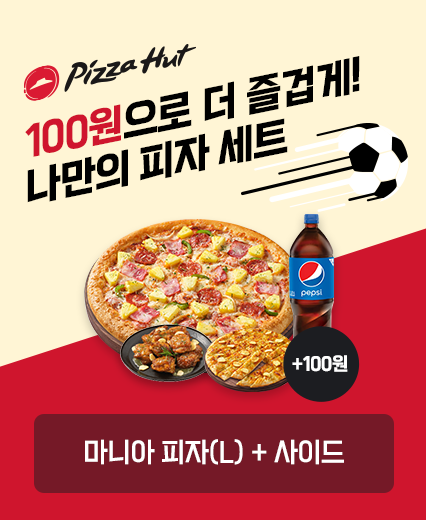 Pizza Hut
100원으로 더 즐겁게!
나만의 피자 세트
pepsi
+100원
마니아 피자(L) + 사이드